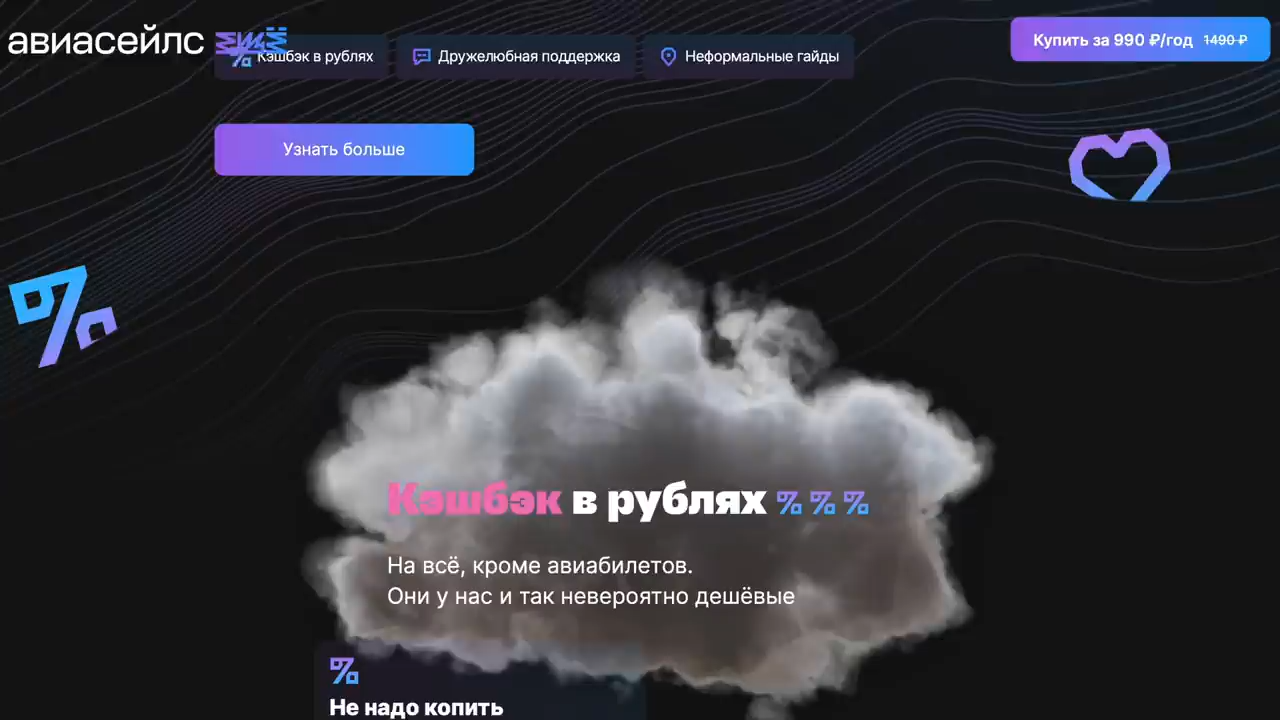 авиасейлс ещё
Купить за 990 ₽/год 1490 ₽
Кэшбэк в рублях
Дружелюбная поддержка
Неформальные гайды
Узнать больше
%
Кэшбэк в рублях % % %
На всё, кроме авиабилетов.
Они у нас и так невероятно дешёвые
%
Не надо копить